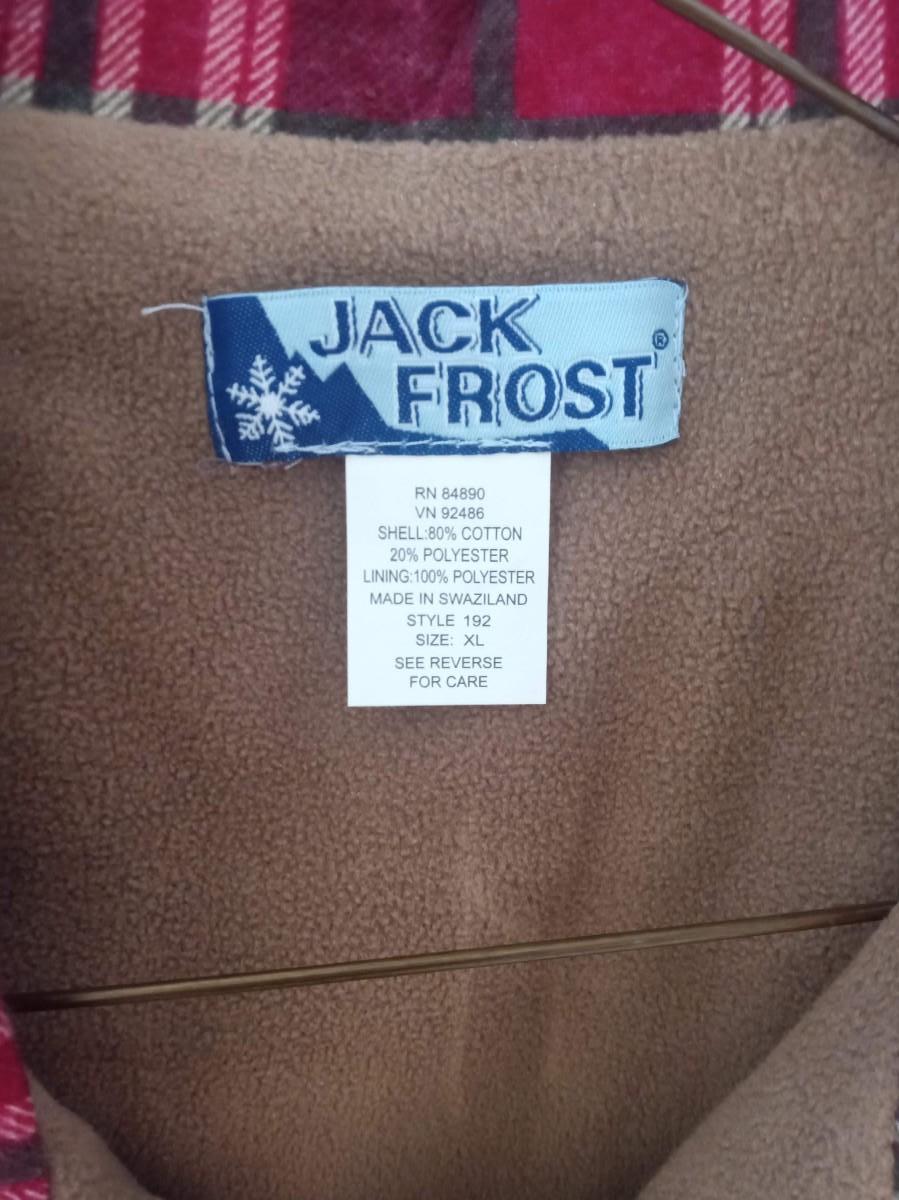 JACK
FROST®
RN 84890
VN 92486
SHELL:80% COTTON
20% POLYESTER
LINING:100% POLYESTER
MADE IN SWAZILAND
STYLE 192
SIZE: XL
SEE REVERSE
FOR CARE